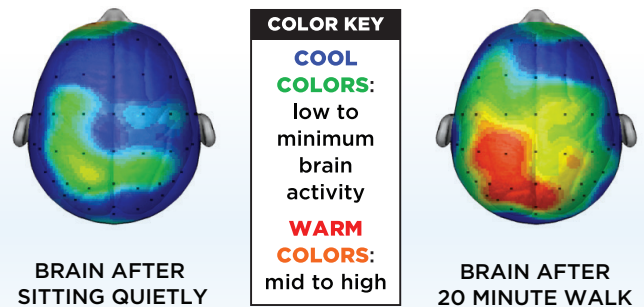 COLOR KEY
COOL
COLORS:
low to
minimum
brain
activity
WARM
COLORS:
mid to high
BRAIN AFTER
SITTING QUIETLY
BRAIN AFTER
20 MINUTE WALK